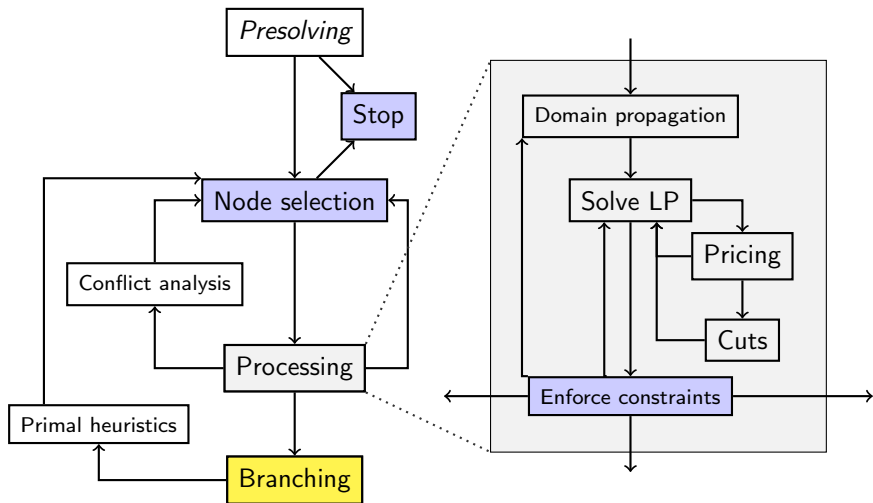 Presolving
Stop
Node selection
Conflict analysis
Processing
Primal heuristics
Branching
Domain propagation
Solve LP
Pricing
Cuts
Enforce constraints